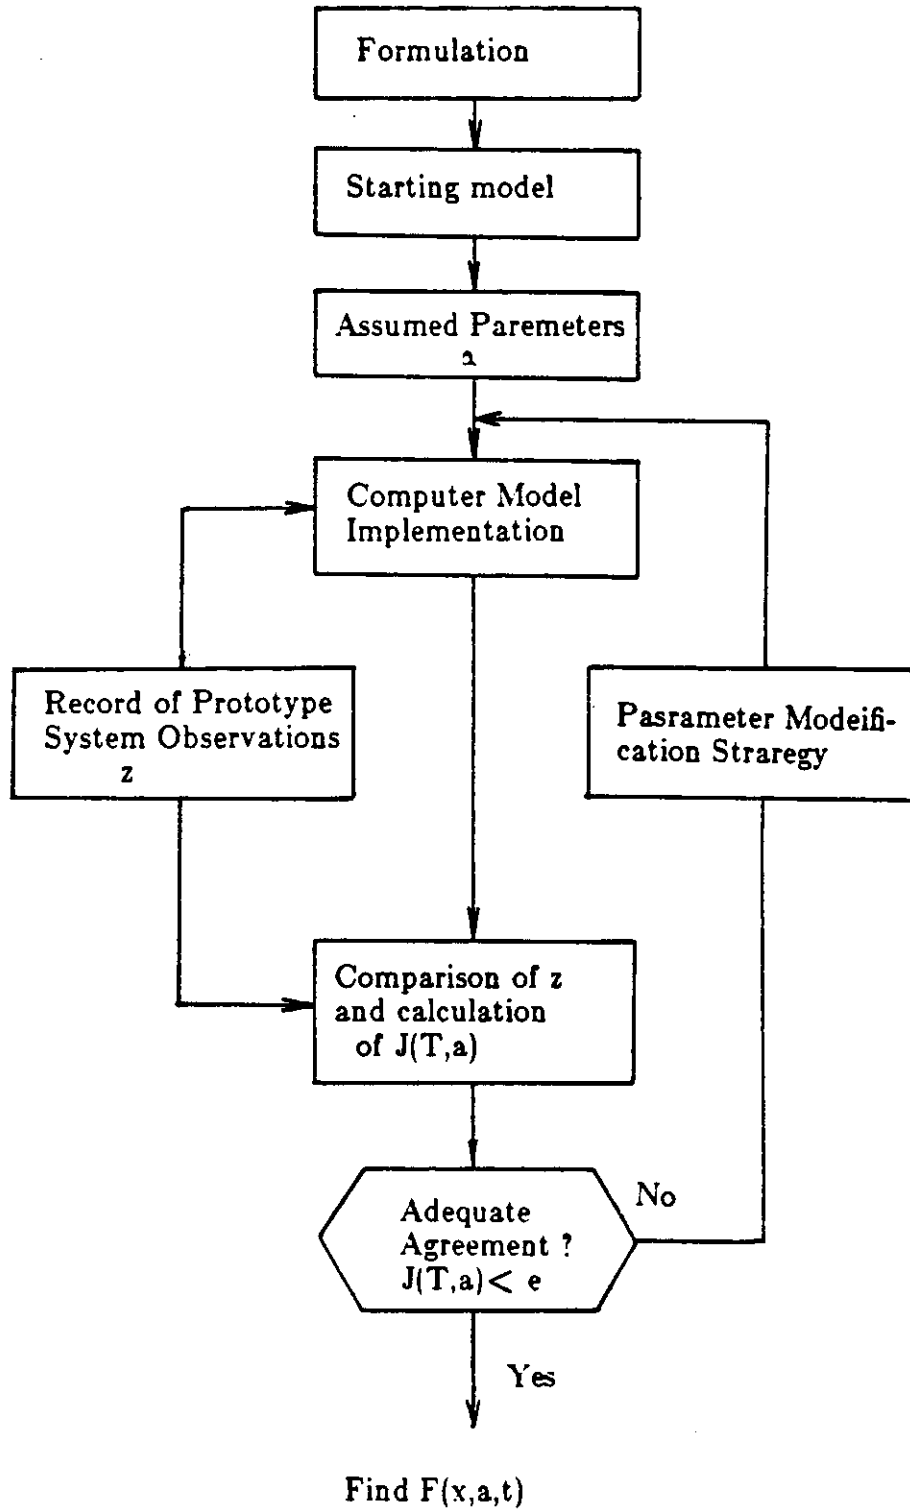 Formulation
Starting model
Assumed Paremeters
a
Computer Model
Implementation
Record of Prototype
System Observations
z
Pasrameter Modeifi-
cation Straregy
Comparison of z
and calculation
of J(T,a)
Adequate
Agreement ?
J(T,a)< e
No
Yes
Find F(x,a,t)